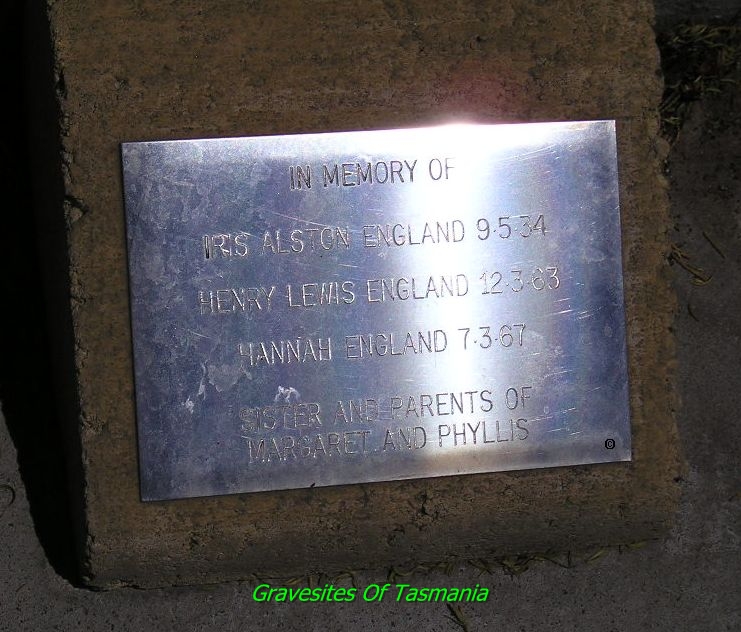 IN MEMORY OF
IRIS ALSTON ENGLAND 9·5·34
HENRY LEWIS ENGLAND 12·3·63
HANNAH ENGLAND 7·3·67
SISTER AND PARENTS OF
MARGARET AND PHYLLIS
Gravesites Of Tasmania